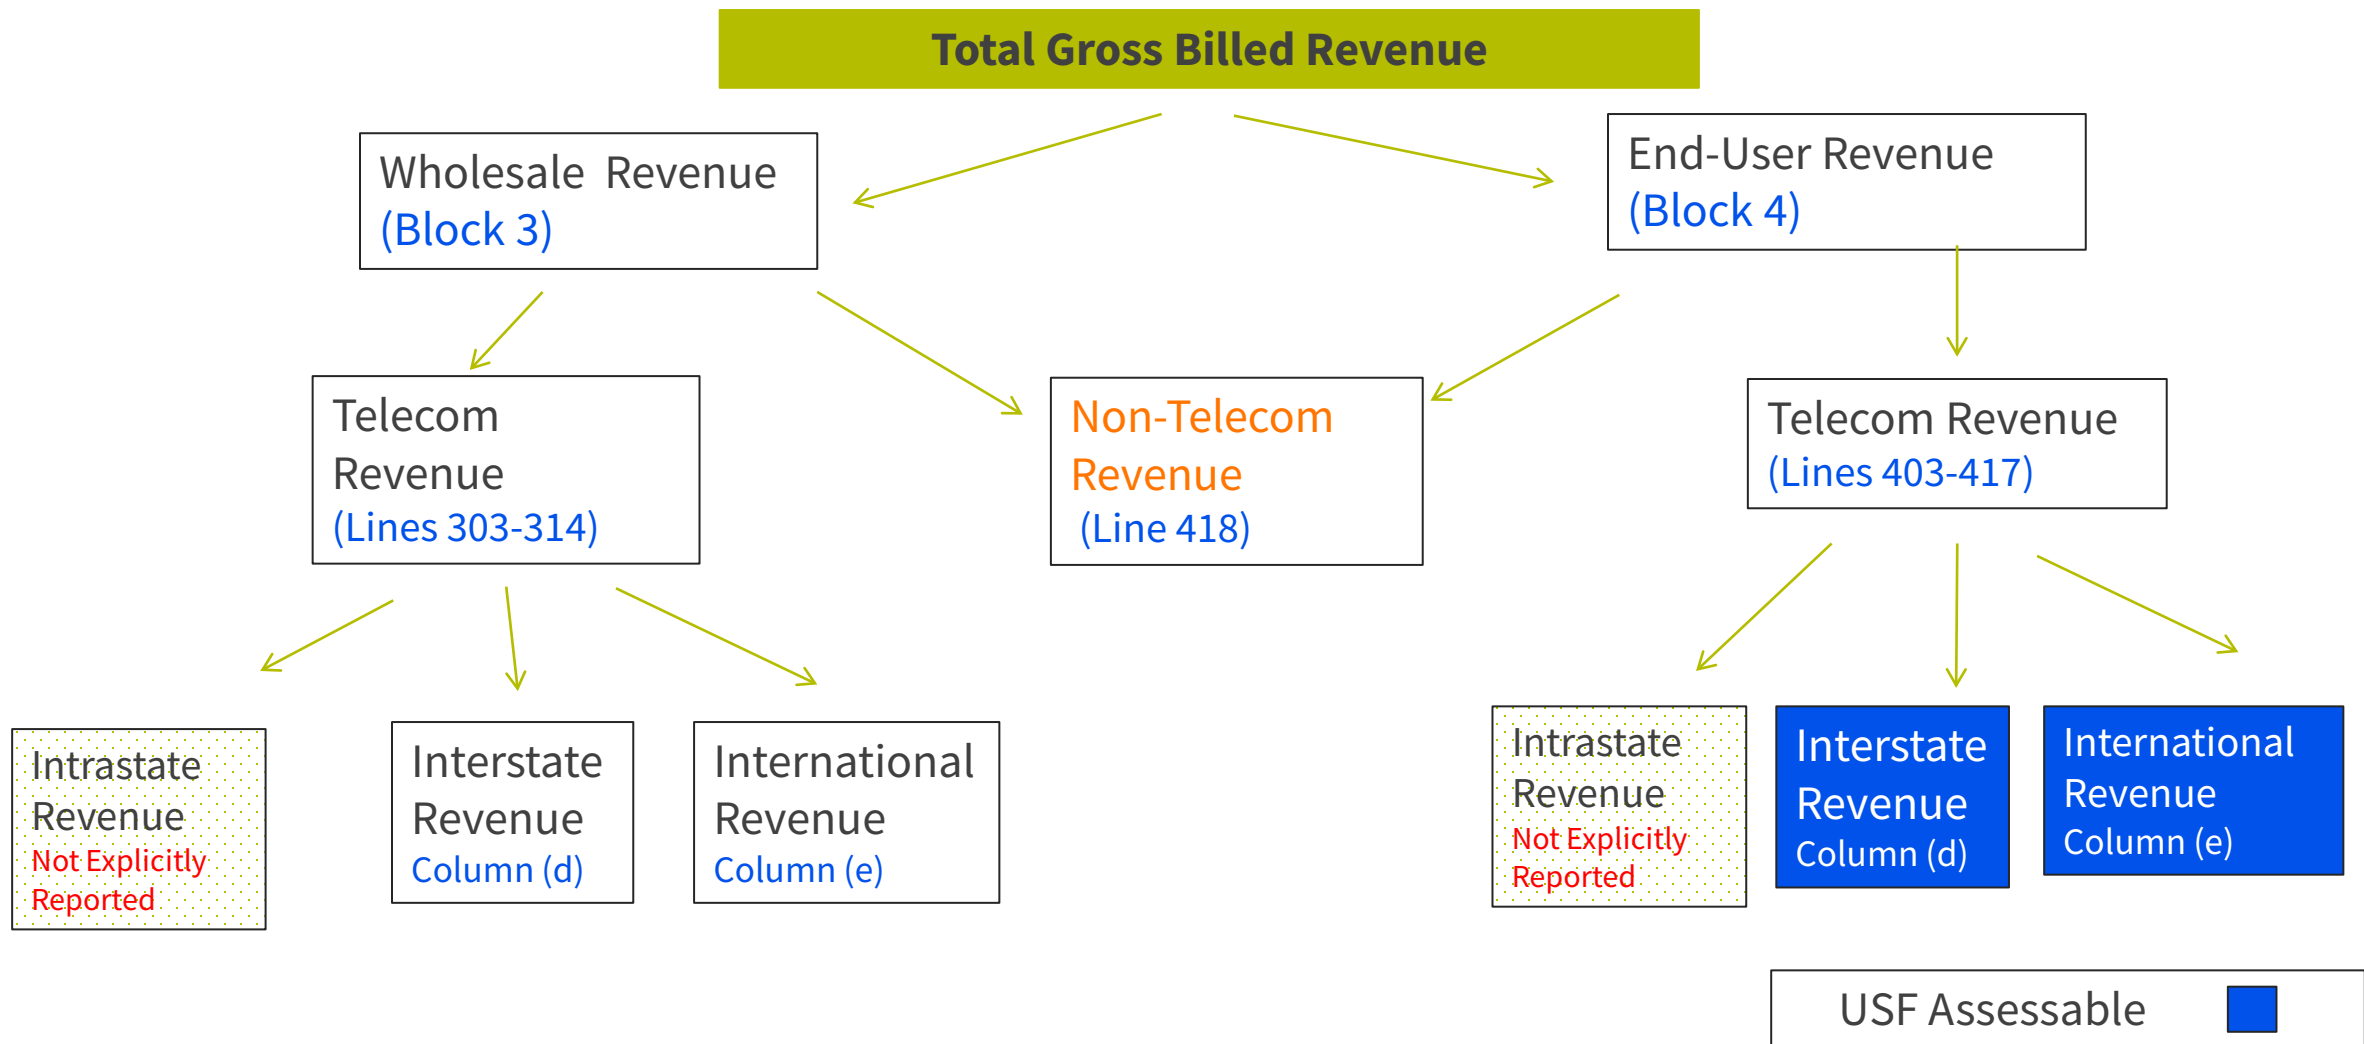 Total Gross Billed Revenue
Wholesale  Revenue
(Block 3)
End-User Revenue
(Block 4)
Telecom
Revenue
(Lines 303-314)
Non-Telecom
Revenue
(Line 418)
Telecom Revenue
(Lines 403-417)
Intrastate
Revenue
Not Explicitly
Reported
Interstate
Revenue
Column (d)
International
Revenue
Column (e)
Intrastate
Revenue
Not Explicitly
Reported
Interstate
Revenue
Column (d)
International
Revenue
Column (e)
USF Assessable